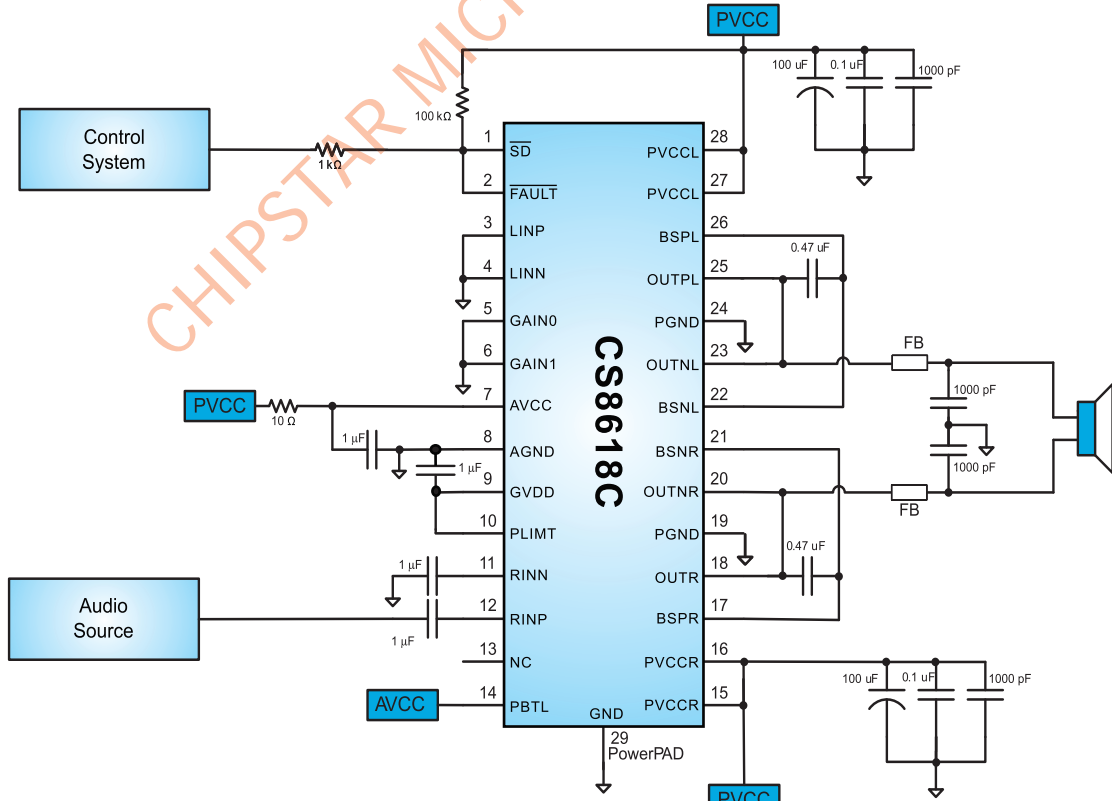 CHIPSTAR MIC
PVCC
100 uF
0.1 uF
1000 pF
100 kΩ
Control
System
1 kΩ
1
SD
28
PVCCL
2
FAULT
27
PVCCL
3
LINP
26
BSPL
0.47 uF
4
LINN
25
OUTPL
5
GAIN0
24
PGND
6
GAIN1
23
OUTNL
FB
PVCC
10 Ω
7
AVCC
22
BSNL
1000 pF
1 µF
8
AGND
21
BSNR
1 µF
1000 pF
9
GVDD
20
OUTNR
FB
10
PLIMT
19
PGND
0.47 uF
1 µF
11
RINN
18
OUTR
Audio
Source
1 µF
12
RINP
17
BSPR
13
NC
16
PVCCR
100 uF
0.1 uF
1000 pF
AVCC
14
PBTL
15
PVCCR
CS8618C
GND
29
PowerPAD
PVCC